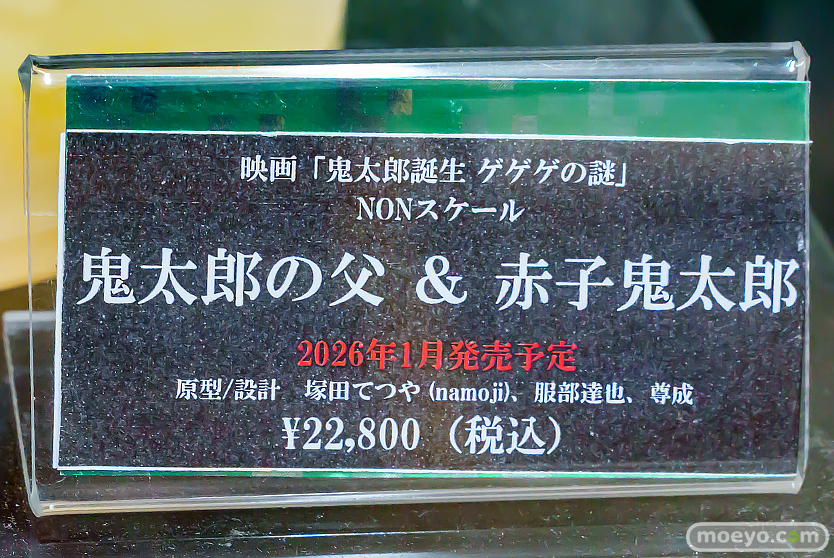 映画「鬼太郎誕生 ゲゲゲの謎」
NONスケール
鬼太郎の父 & 赤子鬼太郎
2026年1月発売予定
原型/設計　塚田てつや (namoji)、服部達也、尊成
¥22,800（税込）
moeyo.com